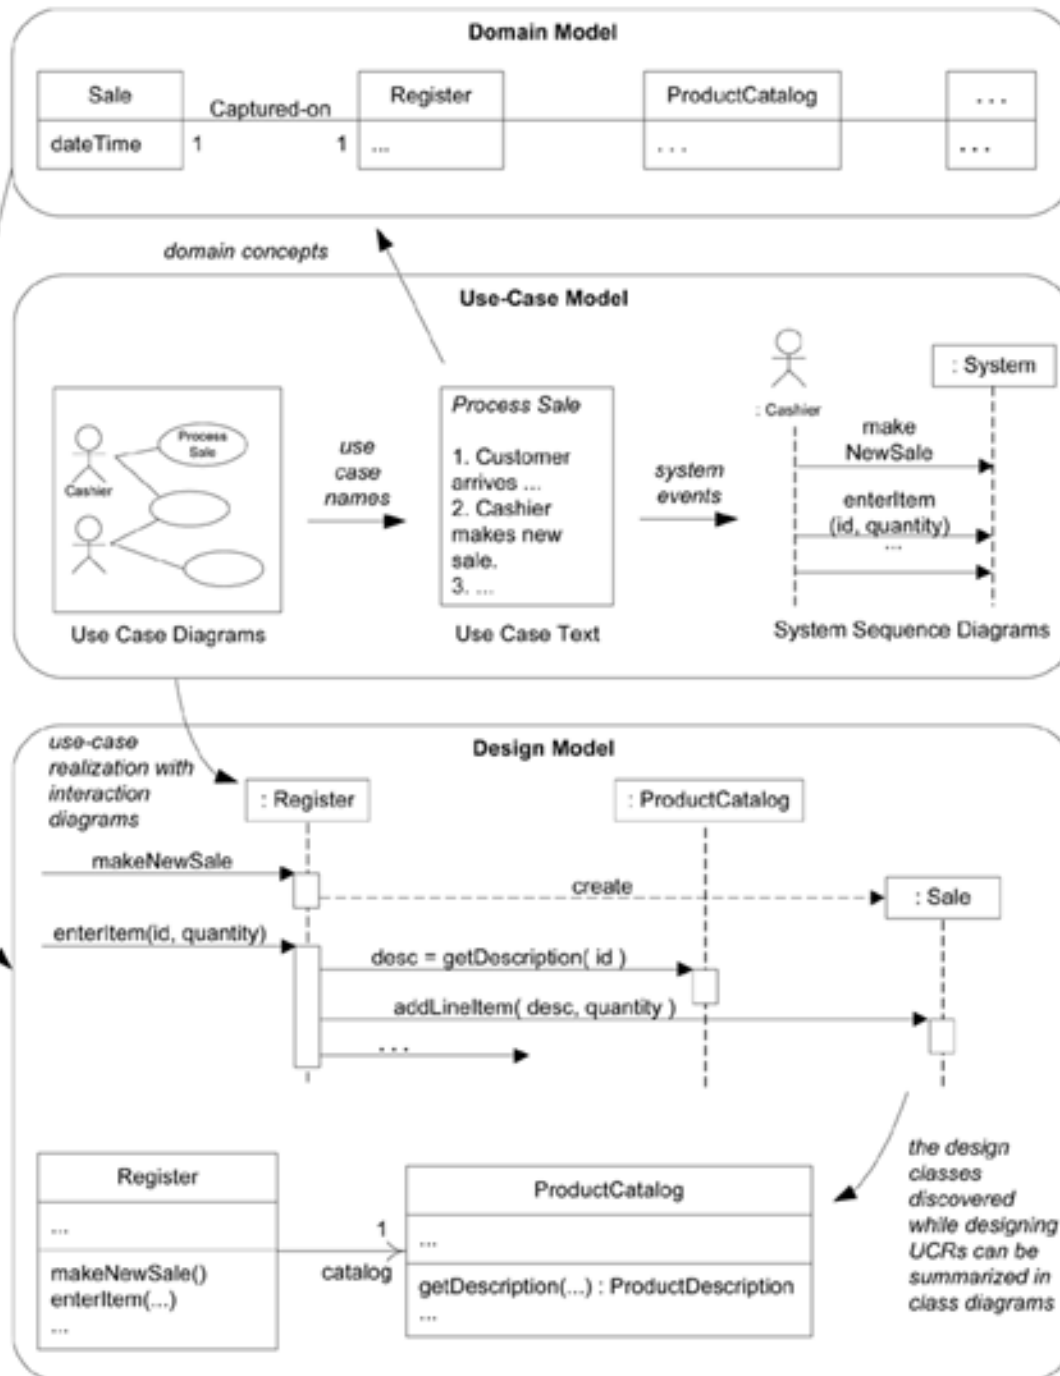 Domain Model
Sale
Captured-on
Register
ProductCatalog
...
dateTime
1
1
...
...
...
domain concepts
Use-Case Model
Process
Sale
Cashier
use
case
names
Process Sale
1. Customer
arrives ...
2. Cashier
makes new
sale.
3. ...
system
events
: Cashier
: System
make
NewSale
enterItem
(id, quantity)
...
Use Case Diagrams
Use Case Text
System Sequence Diagrams
use-case
realization with
interaction
diagrams
Design Model
: Register
: ProductCatalog
makeNewSale
create
: Sale
enterItem(id, quantity)
desc = getDescription( id )
addLineItem( desc, quantity )
...
the design
classes
discovered
while designing
UCRs can be
summarized in
class diagrams
Register
...
makeNewSale()
enterItem(...)
...
1
catalog
ProductCatalog
...
getDescription(...) : ProductDescription
...